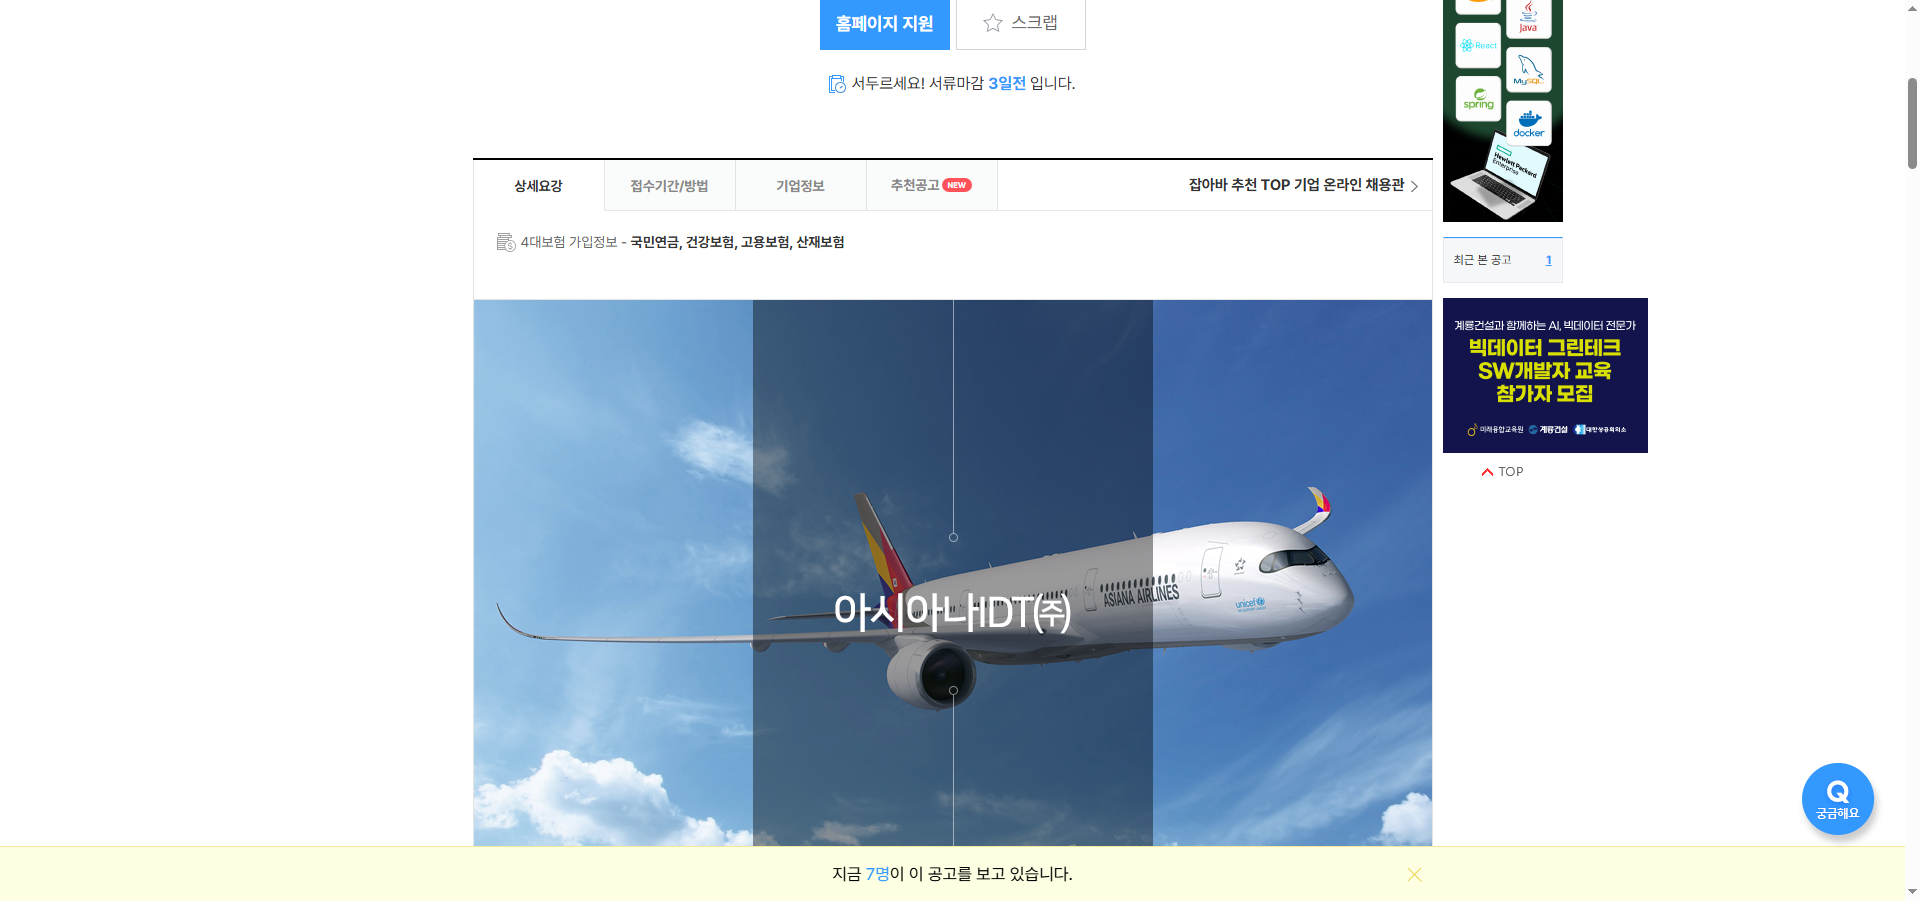 홈페이지 지원
스크랩
서두르세요! 서류마감 3일전 입니다.
상세요강
접수기간/방법
기업정보
추천공고 NEW
잡아바 추천 TOP 기업 온라인 채용관
4대보험 가입정보 - 국민연금, 건강보험, 고용보험, 산재보험
아시아나IDT㈜
ASIANA AIRLINES
unicef
Java
React
MySQL
spring
docker
Hewlett Packard
Enterprise
최근 본 공고 1
계룡건설과 함께하는 AI, 빅데이터 전문가
빅데이터 그린테크
SW개발자 교육
참가자 모집
미래융합교육원 계룡건설 대한상공회의소
TOP
Q
궁금해요
지금 7명이 이 공고를 보고 있습니다.